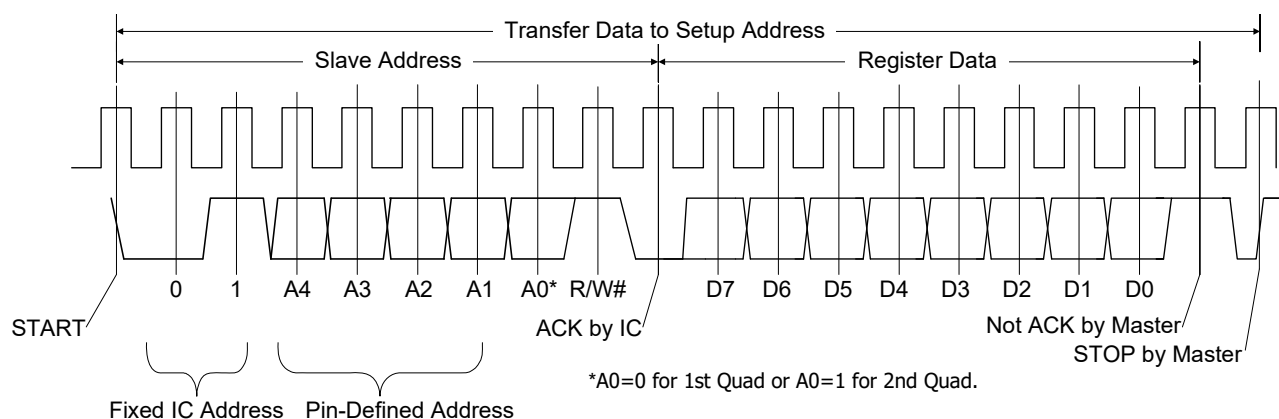 Transfer Data to Setup Address
Slave Address
Register Data
0 1 A4 A3 A2 A1 A0* R/W# D7 D6 D5 D4 D3 D2 D1 D0
START
ACK by IC
Not ACK by Master
STOP by Master
*A0=0 for 1st Quad or A0=1 for 2nd Quad.
Fixed IC Address
Pin-Defined Address